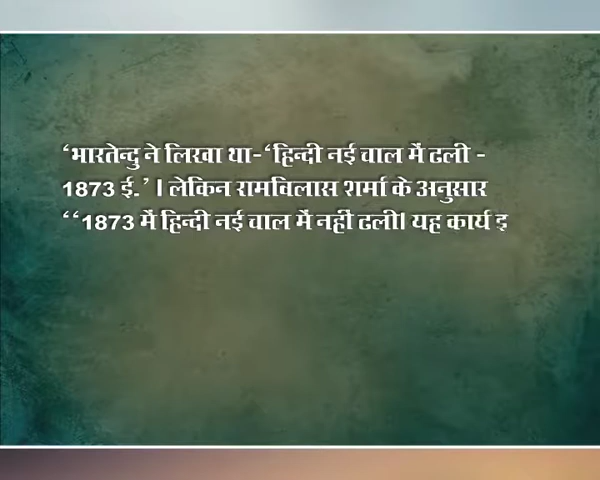 ‘भारतेन्दु ने लिखा था-‘हिन्दी नई चाल में ढली -
1873 ई.’ । लेकिन रामविलास शर्मा के अनुसार
‘‘1873 में हिन्दी नई चाल में नहीं ढली। यह कार्य इ